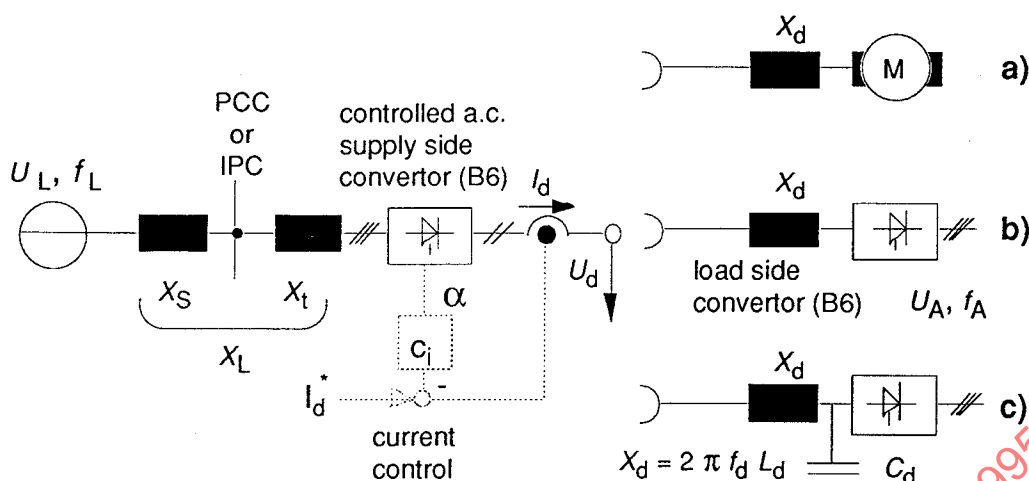 X_d
M
a)
PCC
or
IPC
controlled a.c.
supply side
convertor (B6)
U_L, f_L
I_d
X_d
b)
U_d
load side
convertor (B6)
U_A, f_A
X_S
X_t
α
X_L
c_i
X_d
c)
I_d^*
-
current
control
X_d = 2 π f_d L_d
C_d
995